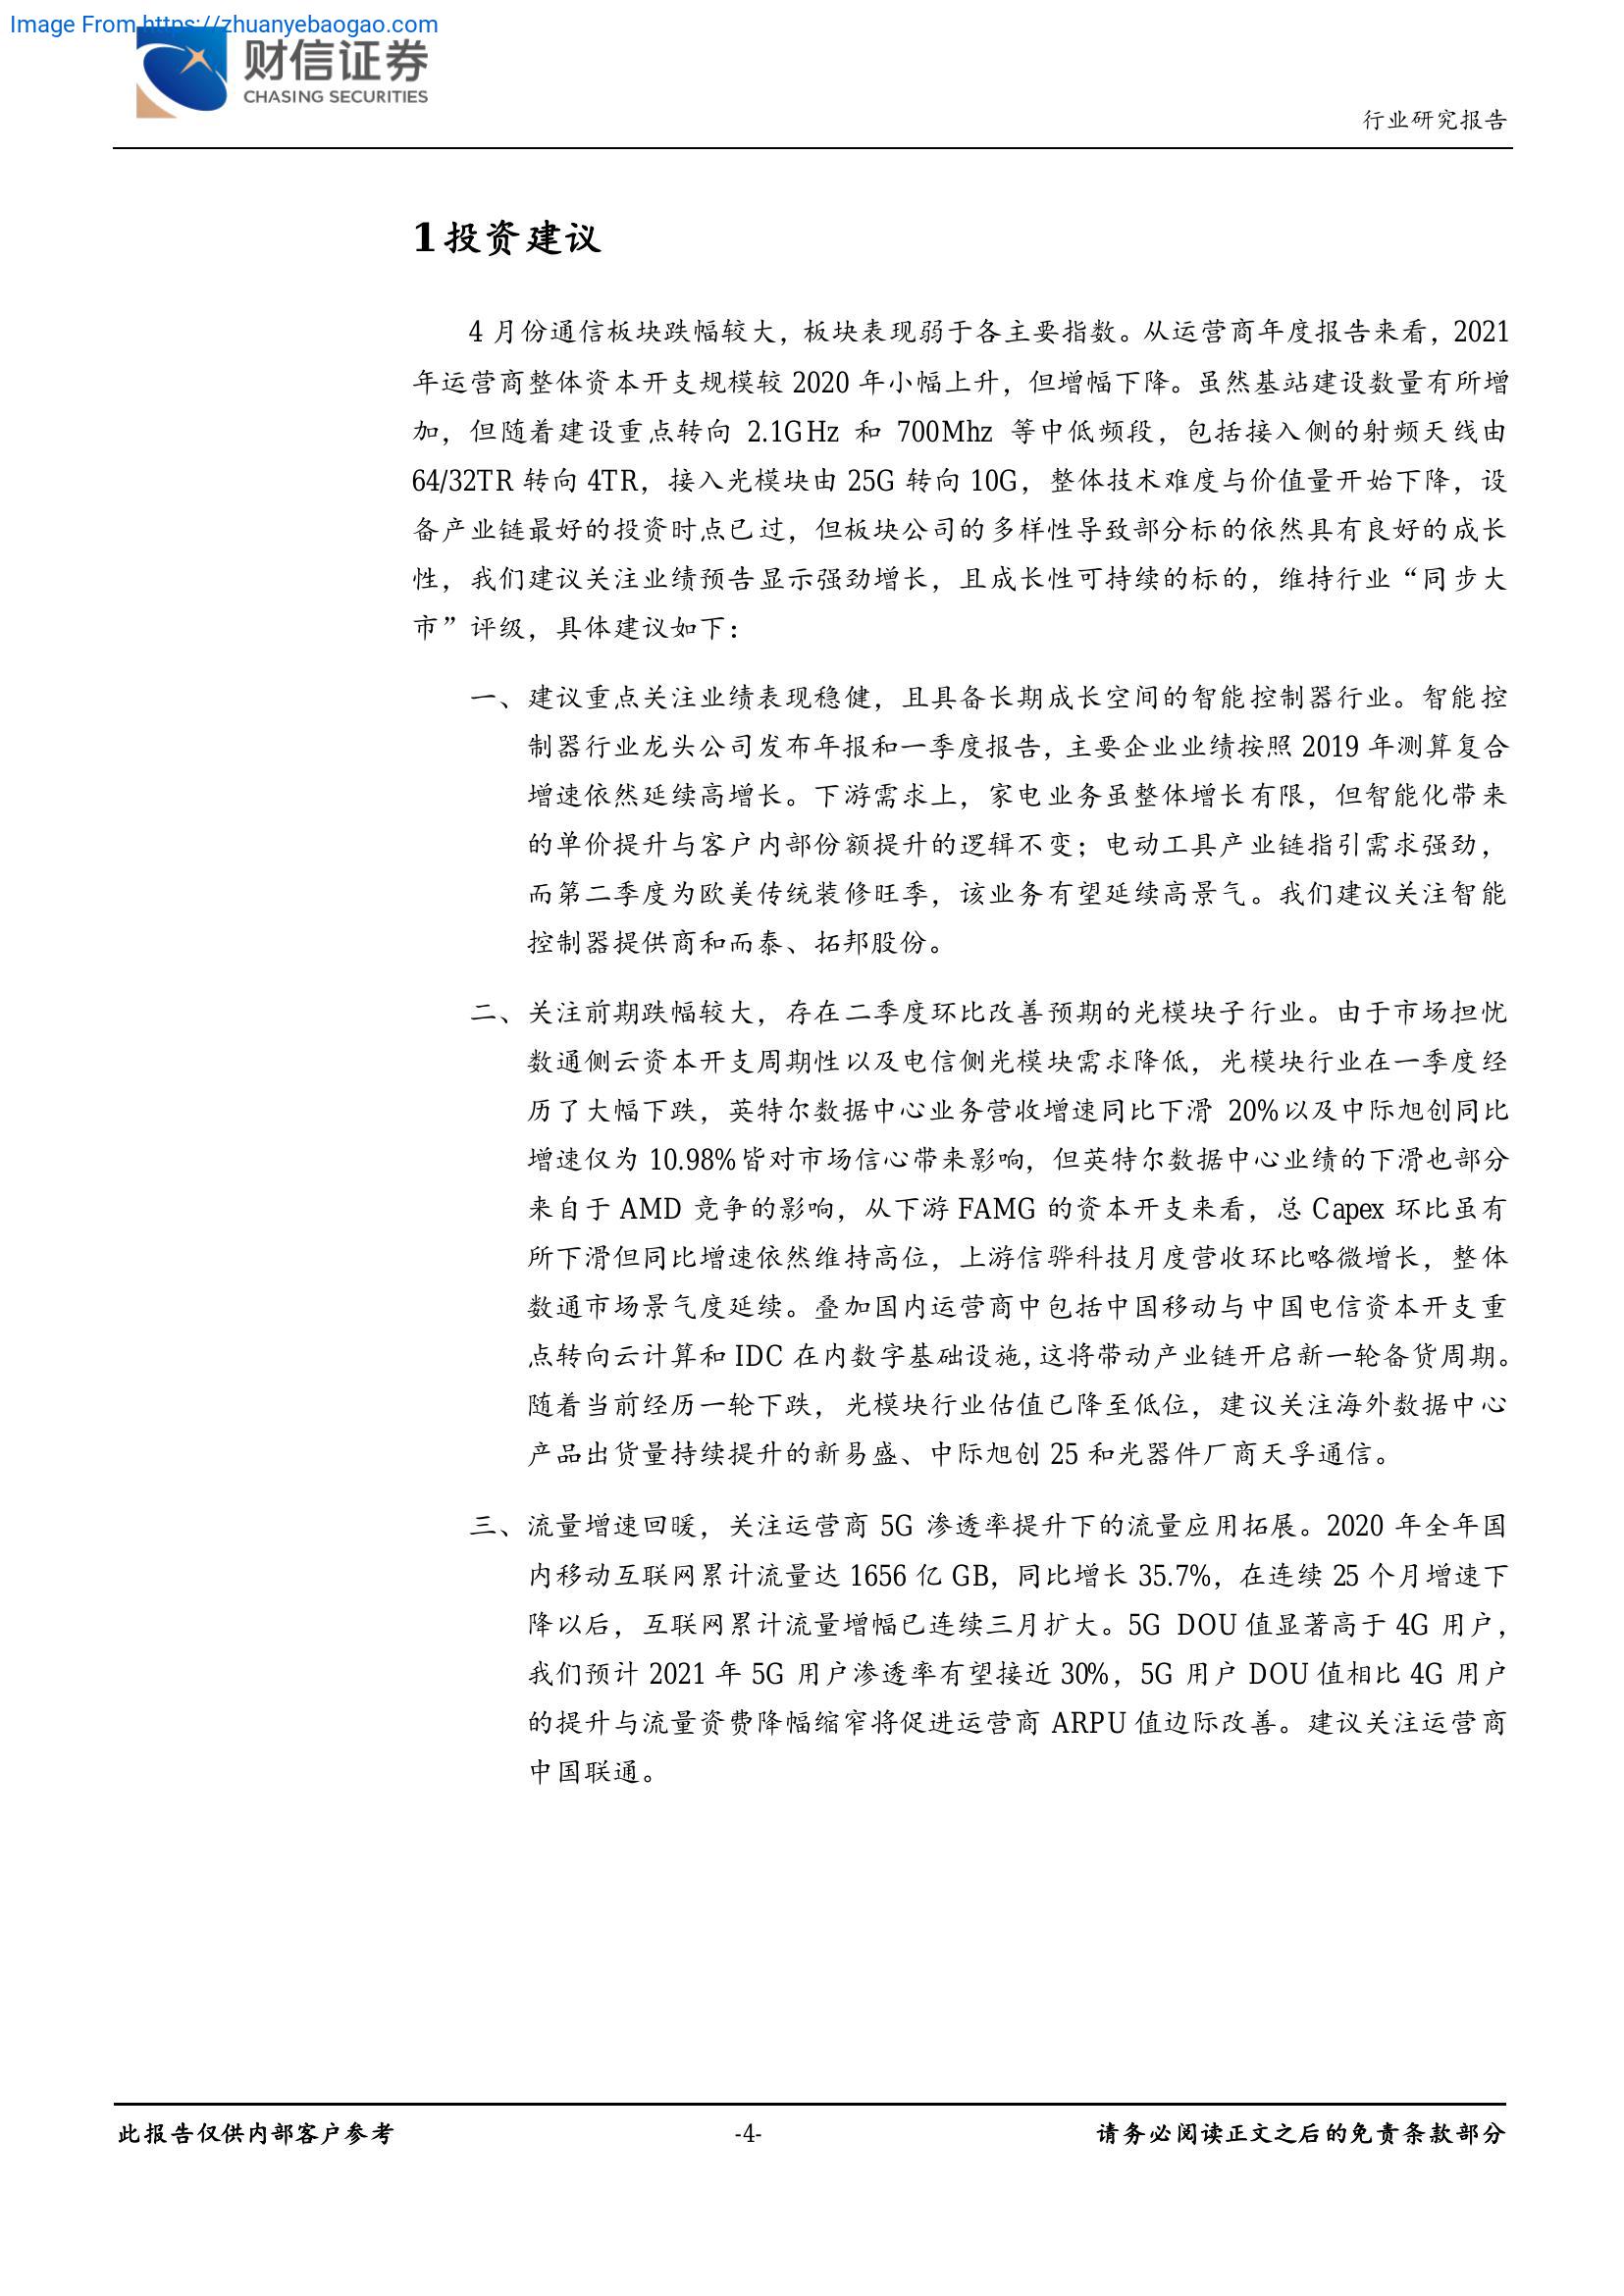 Image From https://zhuanyebaogao.com
财信证券
CHASING SECURITIES
行业研究报告
1投资建议
4 月份通信板块跌幅较大，板块表现弱于各主要指数。从运营商年度报告来看，2021
年运营商整体资本开支规模较 2020 年小幅上升，但增幅下降。虽然基站建设数量有所增
加，但随着建设重点转向 2.1GHz 和 700Mhz 等中低频段，包括接入侧的射频天线由
64/32TR 转向 4TR，接入光模块由 25G 转向 10G，整体技术难度与价值量开始下降，设
备产业链最好的投资时点已过，但板块公司的多样性导致部分标的依然具有良好的成长
性，我们建议关注业绩预告显示强劲增长，且成长性可持续的标的，维持行业“同步大
市”评级，具体建议如下：
一、建议重点关注业绩表现稳健，且具备长期成长空间的智能控制器行业。智能控
制器行业龙头公司发布年报和一季度报告，主要企业业绩按照 2019 年测算复合
增速依然延续高增长。下游需求上，家电业务虽整体增长有限，但智能化带来
的单价提升与客户内部份额提升的逻辑不变；电动工具产业链指引需求强劲，
而第二季度为欧美传统装修旺季，该业务有望延续高景气。我们建议关注智能
控制器提供商和而泰、拓邦股份。
二、关注前期跌幅较大，存在二季度环比改善预期的光模块子行业。由于市场担忧
数通侧云资本开支周期性以及电信侧光模块需求降低，光模块行业在一季度经
历了大幅下跌，英特尔数据中心业务营收增速同比下滑 20%以及中际旭创同比
增速仅为 10.98%皆对市场信心带来影响，但英特尔数据中心业绩的下滑也部分
来自于 AMD 竞争的影响，从下游 FAMG 的资本开支来看，总 Capex 环比虽有
所下滑但同比增速依然维持高位，上游信骅科技月度营收环比略微增长，整体
数通市场景气度延续。叠加国内运营商中包括中国移动与中国电信资本开支重
点转向云计算和 IDC 在内数字基础设施，这将带动产业链开启新一轮备货周期。
随着当前经历一轮下跌，光模块行业估值已降至低位，建议关注海外数据中心
产品出货量持续提升的新易盛、中际旭创 25 和光器件厂商天孚通信。
三、流量增速回暖，关注运营商 5G 渗透率提升下的流量应用拓展。2020 年全年国
内移动互联网累计流量达 1656 亿 GB，同比增长 35.7%，在连续 25 个月增速下
降以后，互联网累计流量增幅已连续三月扩大。5G DOU 值显著高于 4G 用户，
我们预计 2021 年 5G 用户渗透率有望接近 30%，5G 用户 DOU 值相比 4G 用户
的提升与流量资费降幅缩窄将促进运营商 ARPU 值边际改善。建议关注运营商
中国联通。
此报告仅供内部客户参考
-4-
请务必阅读正文之后的免责条款部分